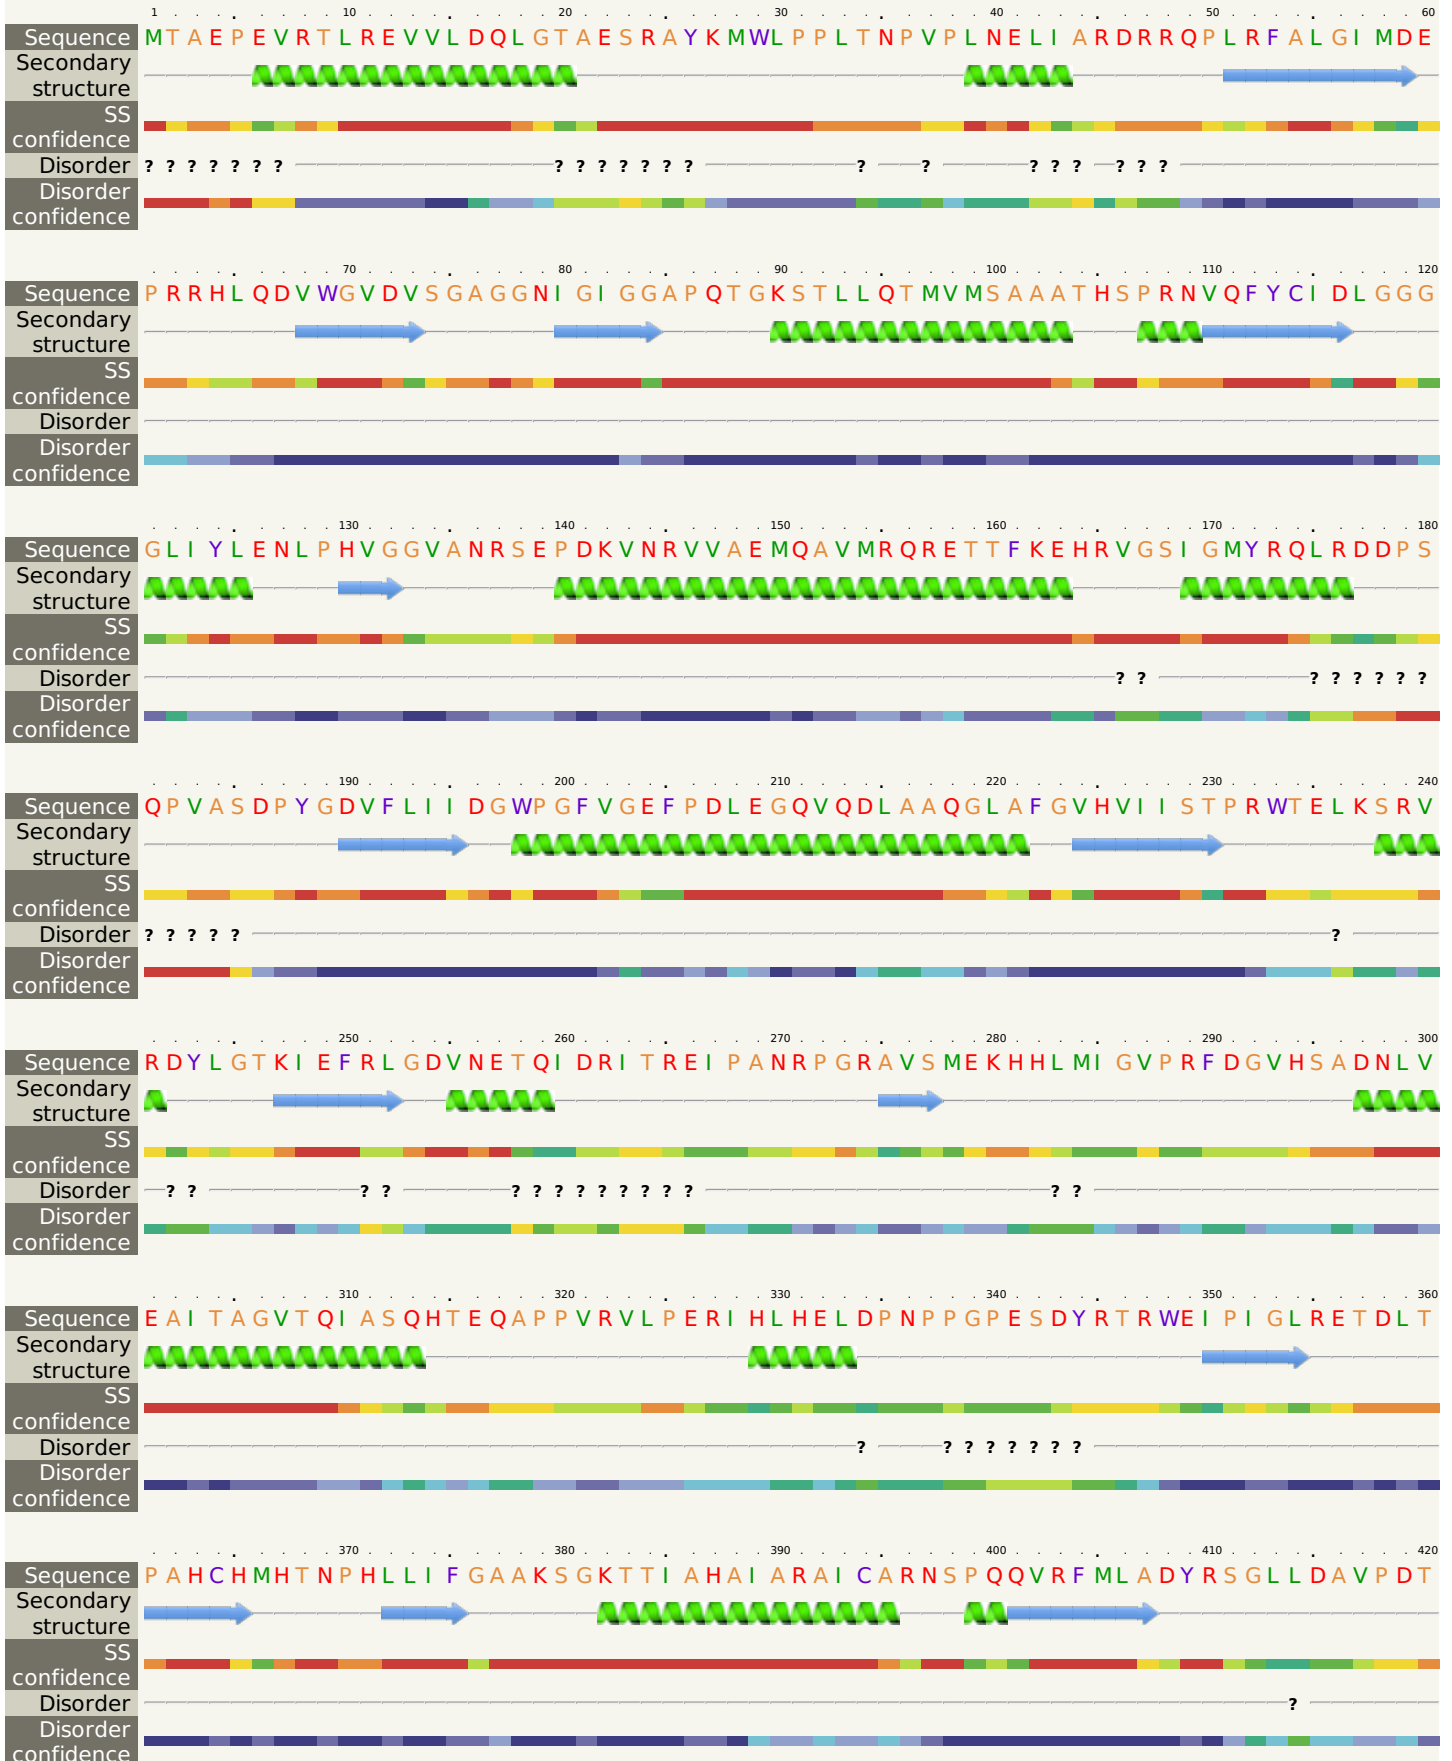 1 10 20 30 40 50 60
Sequence MTAEPEVRTLREVVLDQLGTAESRAYKMWLPPLTNPVPLNELIARDRRQPLRFALGIMDE
Secondary
structure
SS
confidence
Disorder ? ? ? ? ? ? ? ? ? ? ? ? ? ? ? ? ? ? ? ? ? ?
Disorder
confidence
70 80 90 100 110 120
Sequence PRRHLQDVWGVDVSGAGGNIGIGGAPQTGKSTLLQTMVMSAAATHSPRNVQFYCIDLGGG
Secondary
structure
SS
confidence
Disorder
Disorder
confidence
130 140 150 160 170 180
Sequence GLIYLENLPHVGGVANRSEPDKVNRVVAEMQAVMRQRETTFKEHRVGSIGMYRQLRDDPS
Secondary
structure
SS
confidence
Disorder ? ? ? ? ? ? ? ?
Disorder
confidence
190 200 210 220 230 240
Sequence QPVASDPYGDVFLIIDGWPGFVGEFPDLEGQVQDLAAQGLAFGVHVIISTPRWTELKSRV
Secondary
structure
SS
confidence
Disorder ? ? ? ? ? ?
Disorder
confidence
250 260 270 280 290 300
Sequence RDYLGTKIEFRLGDVNETQIDRITREIPANRPGRAVSMEKHHLMIGVPRFDGVHSADNLV
Secondary
structure
SS
confidence
Disorder ? ? ? ? ? ? ? ? ? ? ? ? ? ? ?
Disorder
confidence
310 320 330 340 350 360
Sequence EAITAGVTQIASQHTEQAPPVRVLPERIHLHELDPNPPGPESDYRTRWEIPIGLRETDLT
Secondary
structure
SS
confidence
Disorder ? ? ? ? ? ? ? ?
Disorder
confidence
370 380 390 400 410 420
Sequence PAHCHMHTNPHLLIFGAAKSGKTTIAHAIARAICARNSPQQVRFMLADYRSGLLDAVPDT
Secondary
structure
SS
confidence
Disorder ?
Disorder
confidence